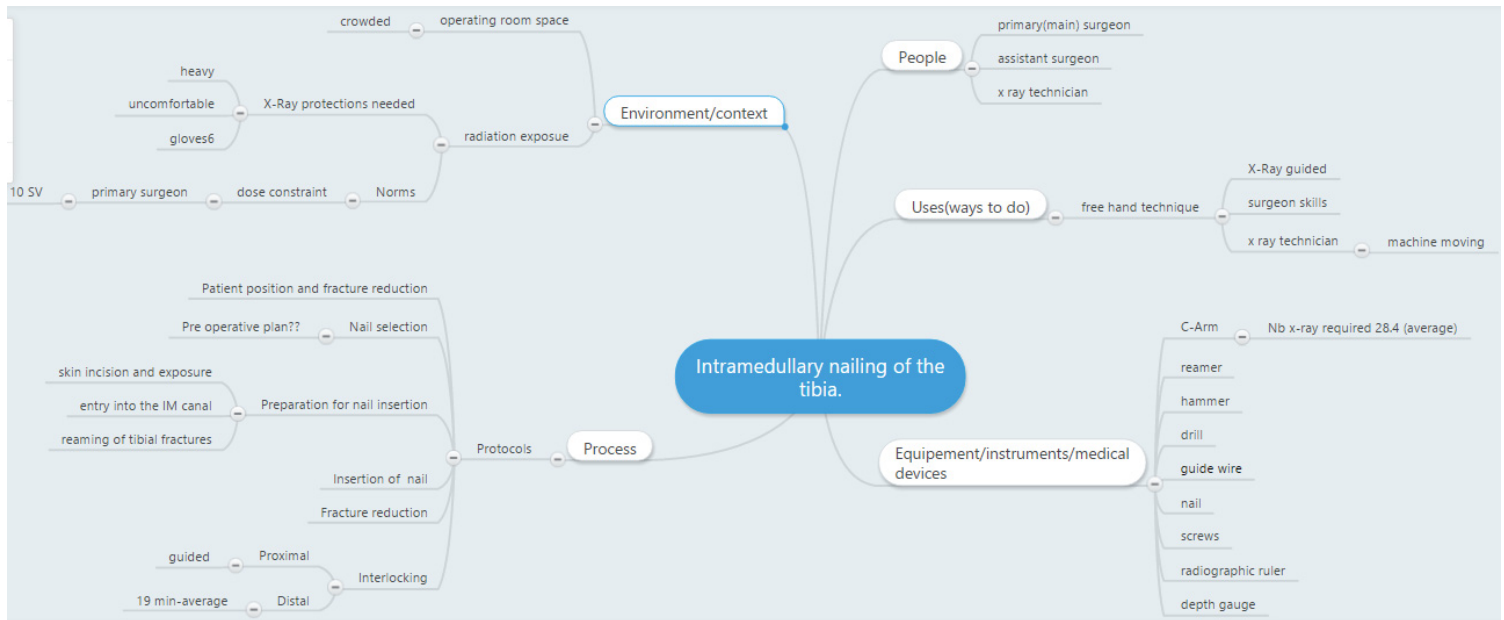 Intramedullary nailing of the
tibia.
Environment/context
operating room space
crowded
radiation exposue
X-Ray protections needed
heavy
uncomfortable
gloves6
Norms
dose constraint
primary surgeon
10 SV
People
primary(main) surgeon
assistant surgeon
x ray technician
Uses(ways to do)
free hand technique
X-Ray guided
surgeon skills
x ray technician
machine moving
Equipement/instruments/medical
devices
C-Arm
Nb x-ray required 28.4 (average)
reamer
hammer
drill
guide wire
nail
screws
radiographic ruler
depth gauge
Process
Protocols
Patient position and fracture reduction
Nail selection
Pre operative plan??
Preparation for nail insertion
skin incision and exposure
entry into the IM canal
reaming of tibial fractures
Insertion of nail
Fracture reduction
Interlocking
Proximal
guided
Distal
19 min-average